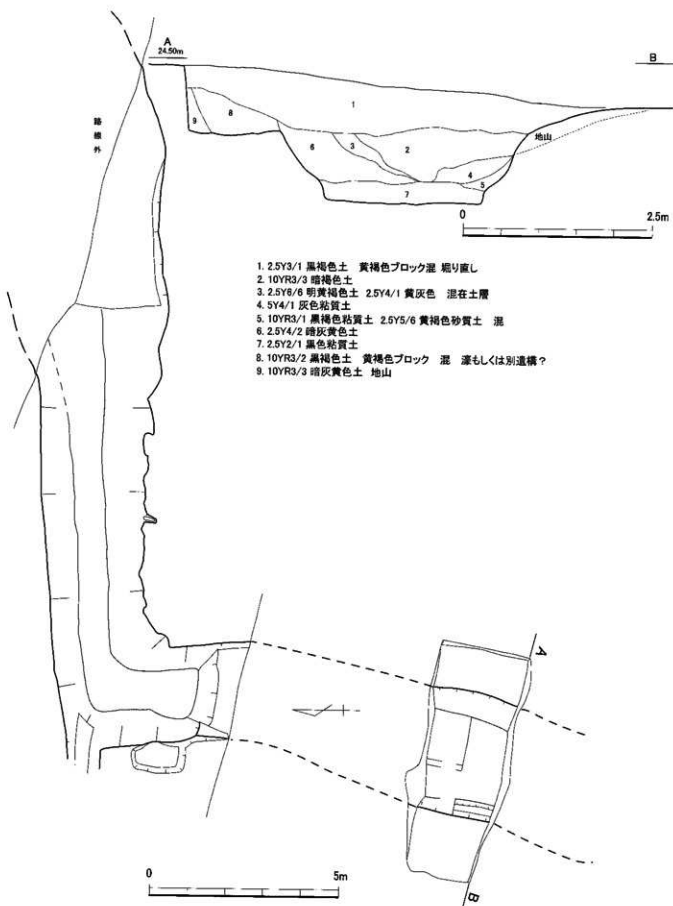 A
24.50m
B
路線外
1
9
8
6
3
2
4
5
7
地山
0 2.5m
1. 2.5Y3/1 黒褐色土 黄褐色ブロック混 堀り直し
2. 10YR3/3 暗褐色土
3. 2.5Y6/6 明黄褐色土 2.5Y4/1 黄灰色 混在土層
4. 5Y4/1 灰色粘質土
5. 10YR3/1 黒褐色粘質土 2.5Y5/6 黄褐色砂質土 混
6. 2.5Y4/2 暗灰黄色土
7. 2.5Y2/1 黒色粘質土
8. 10YR3/2 黒褐色土 黄褐色ブロック 混 濠もしくは別遺構？
9. 10YR3/3 暗灰黄色土 地山
A
B
0 5m